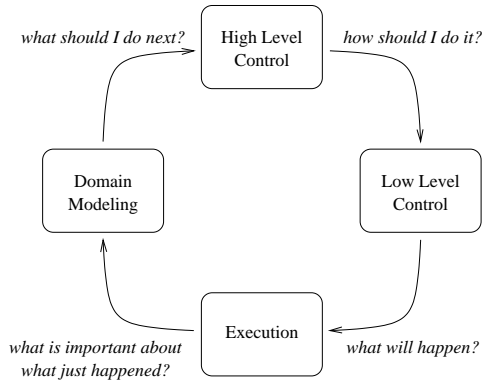 what should I do next?
High Level
Control
how should I do it?
Domain
Modeling
Low Level
Control
Execution
what is important about
what just happened?
what will happen?